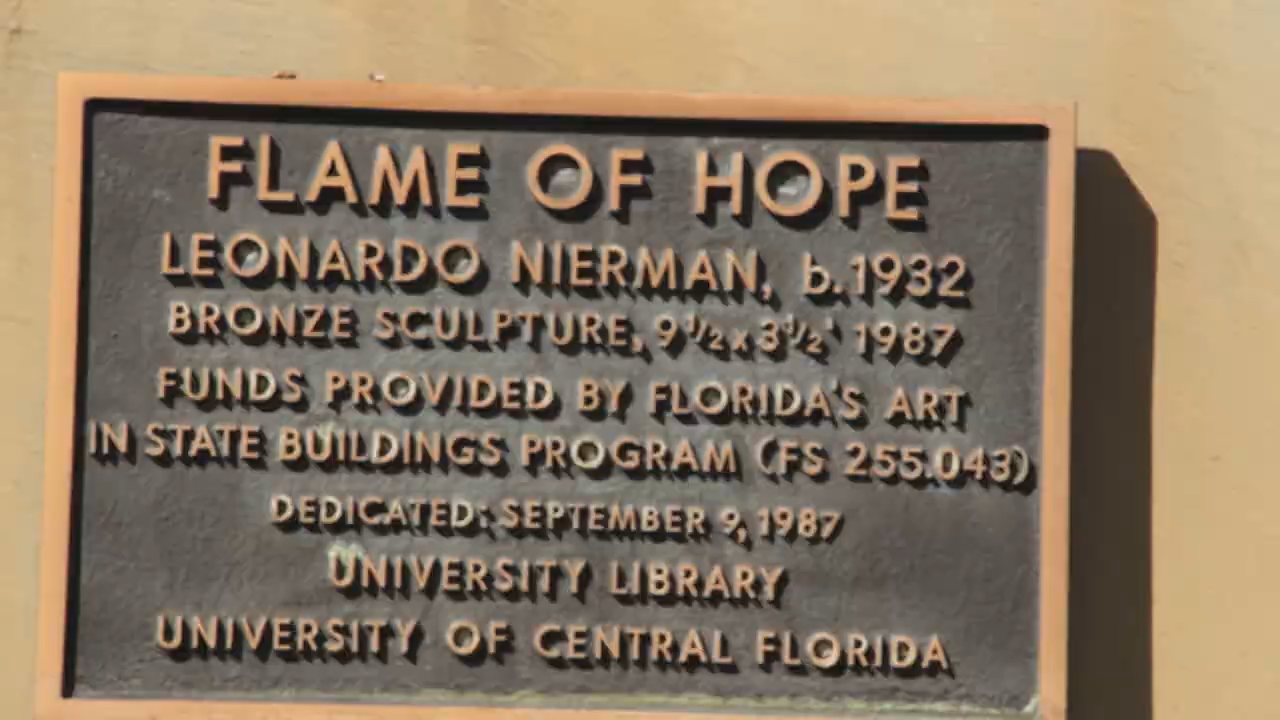 FLAME OF HOPE
LEONARDO NIERMAN, b.1932
BRONZE SCULPTURE, 9½x3½' 1987
FUNDS PROVIDED BY FLORIDA'S ART
IN STATE BUILDINGS PROGRAM (FS 255.043)
DEDICATED: SEPTEMBER 9, 1987
UNIVERSITY LIBRARY
UNIVERSITY OF CENTRAL FLORIDA